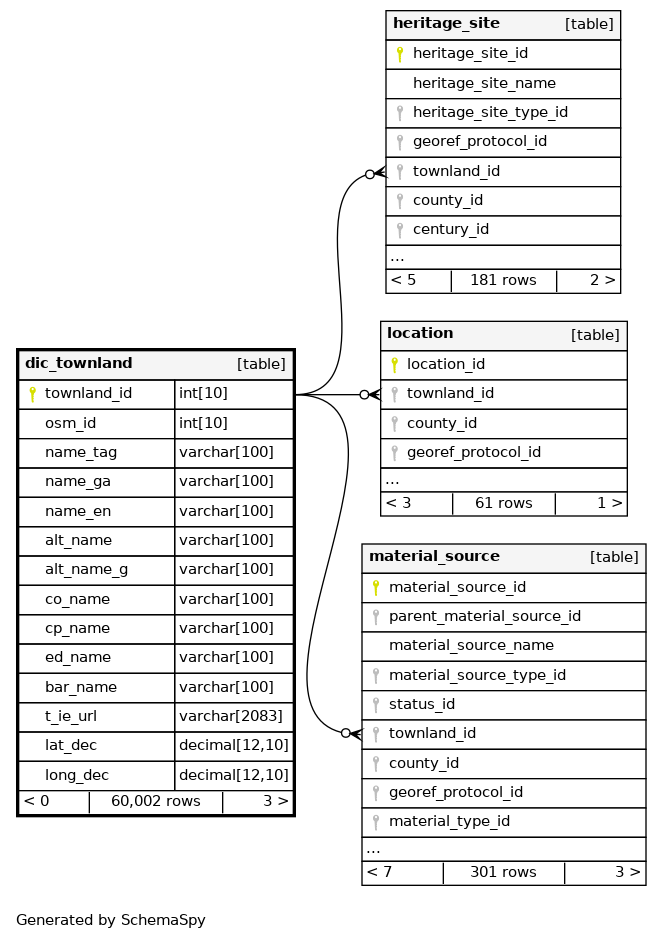 heritage_site [table]
heritage_site_id
heritage_site_name
heritage_site_type_id
georef_protocol_id
townland_id
county_id
century_id
...
< 5 181 rows 2 >
dic_townland [table]
townland_id int[10]
osm_id int[10]
name_tag varchar[100]
name_ga varchar[100]
name_en varchar[100]
alt_name varchar[100]
alt_name_g varchar[100]
co_name varchar[100]
cp_name varchar[100]
ed_name varchar[100]
bar_name varchar[100]
t_ie_url varchar[2083]
lat_dec decimal[12,10]
long_dec decimal[12,10]
< 0 60,002 rows 3 >
location [table]
location_id
townland_id
county_id
georef_protocol_id
...
< 3 61 rows 1 >
material_source [table]
material_source_id
parent_material_source_id
material_source_name
material_source_type_id
status_id
townland_id
county_id
georef_protocol_id
material_type_id
...
< 7 301 rows 3 >
Generated by SchemaSpy